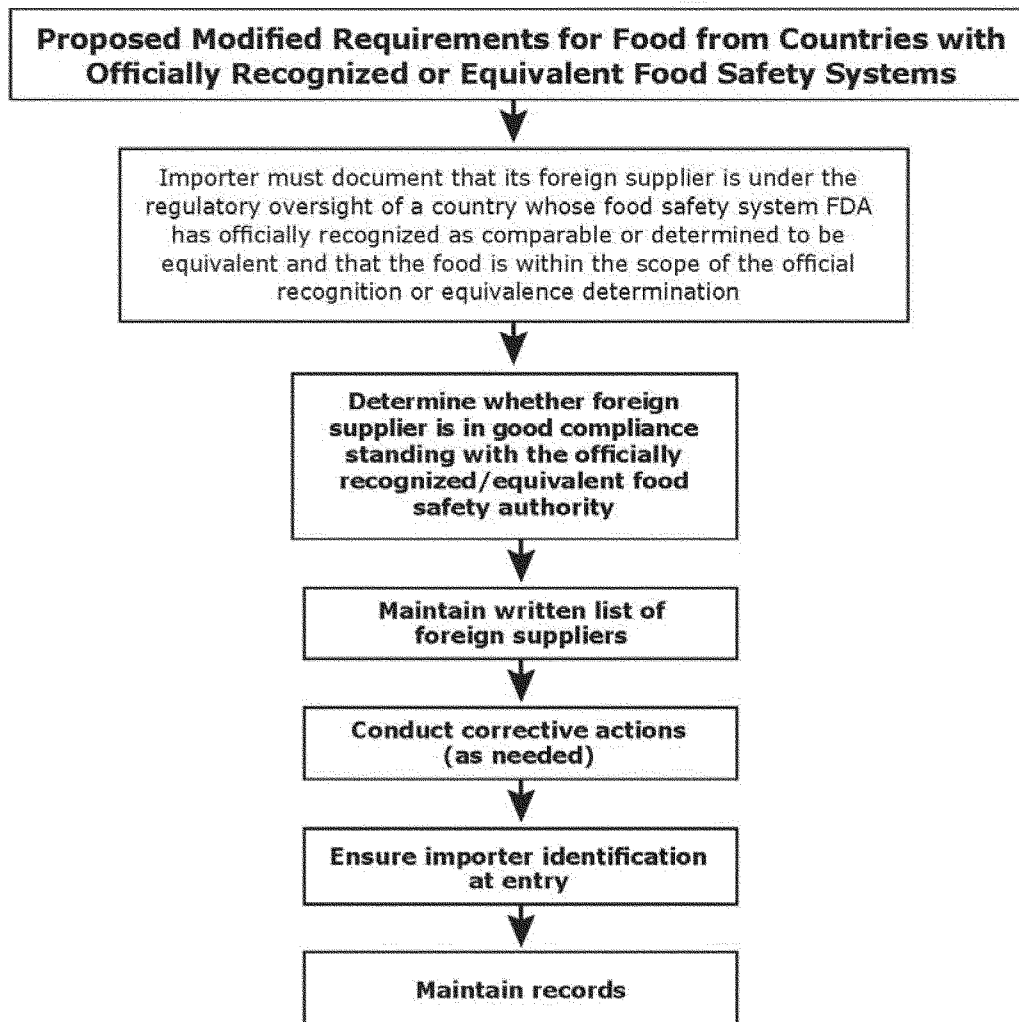 Proposed Modified Requirements for Food from Countries with
Officially Recognized or Equivalent Food Safety Systems
Importer must document that its foreign supplier is under the
regulatory oversight of a country whose food safety system FDA
has officially recognized as comparable or determined to be
equivalent and that the food is within the scope of the official
recognition or equivalence determination
Determine whether foreign
supplier is in good compliance
standing with the officially
recognized/equivalent food
safety authority
Maintain written list of
foreign suppliers
Conduct corrective actions
(as needed)
Ensure importer identification
at entry
Maintain records